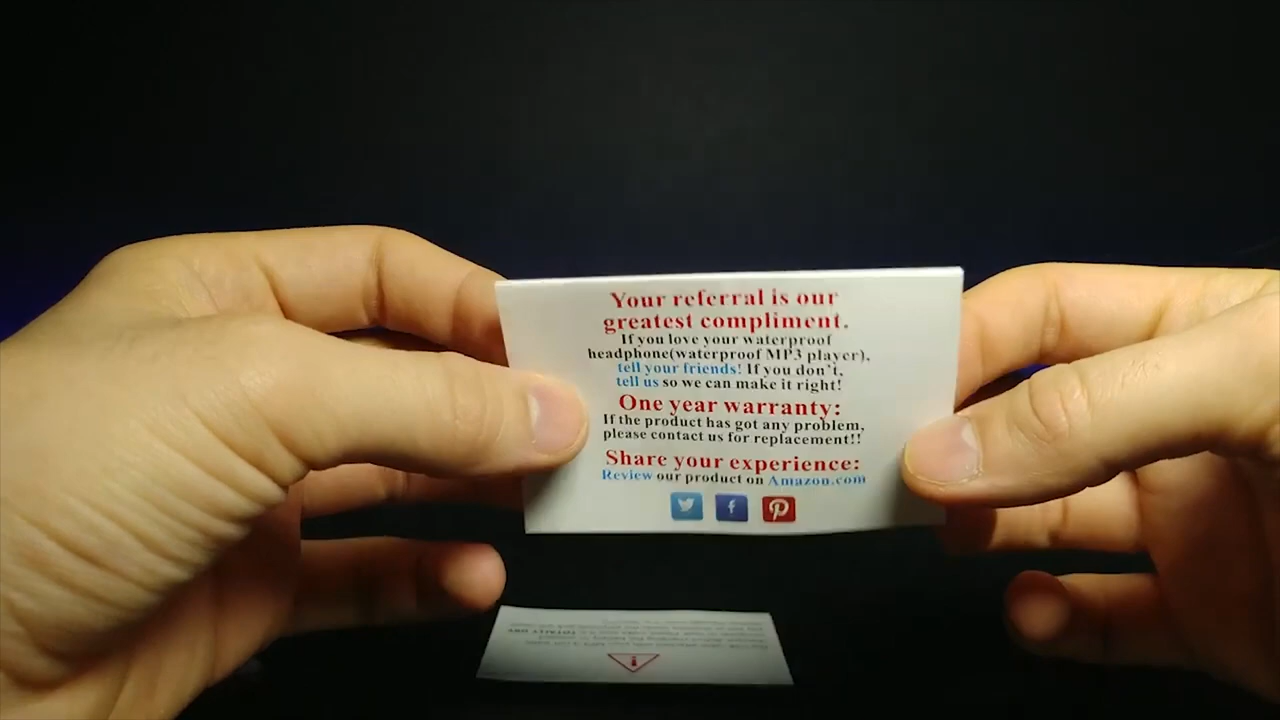 Your referral is our
greatest compliment.
If you love your waterproof
headphone(waterproof MP3 player),
tell your friends! If you don't,
tell us so we can make it right!
One year warranty:
If the product has got any problem,
please contact us for replacement!!
Share your experience:
Review our product on Amazon.com
TOTALLY DRY